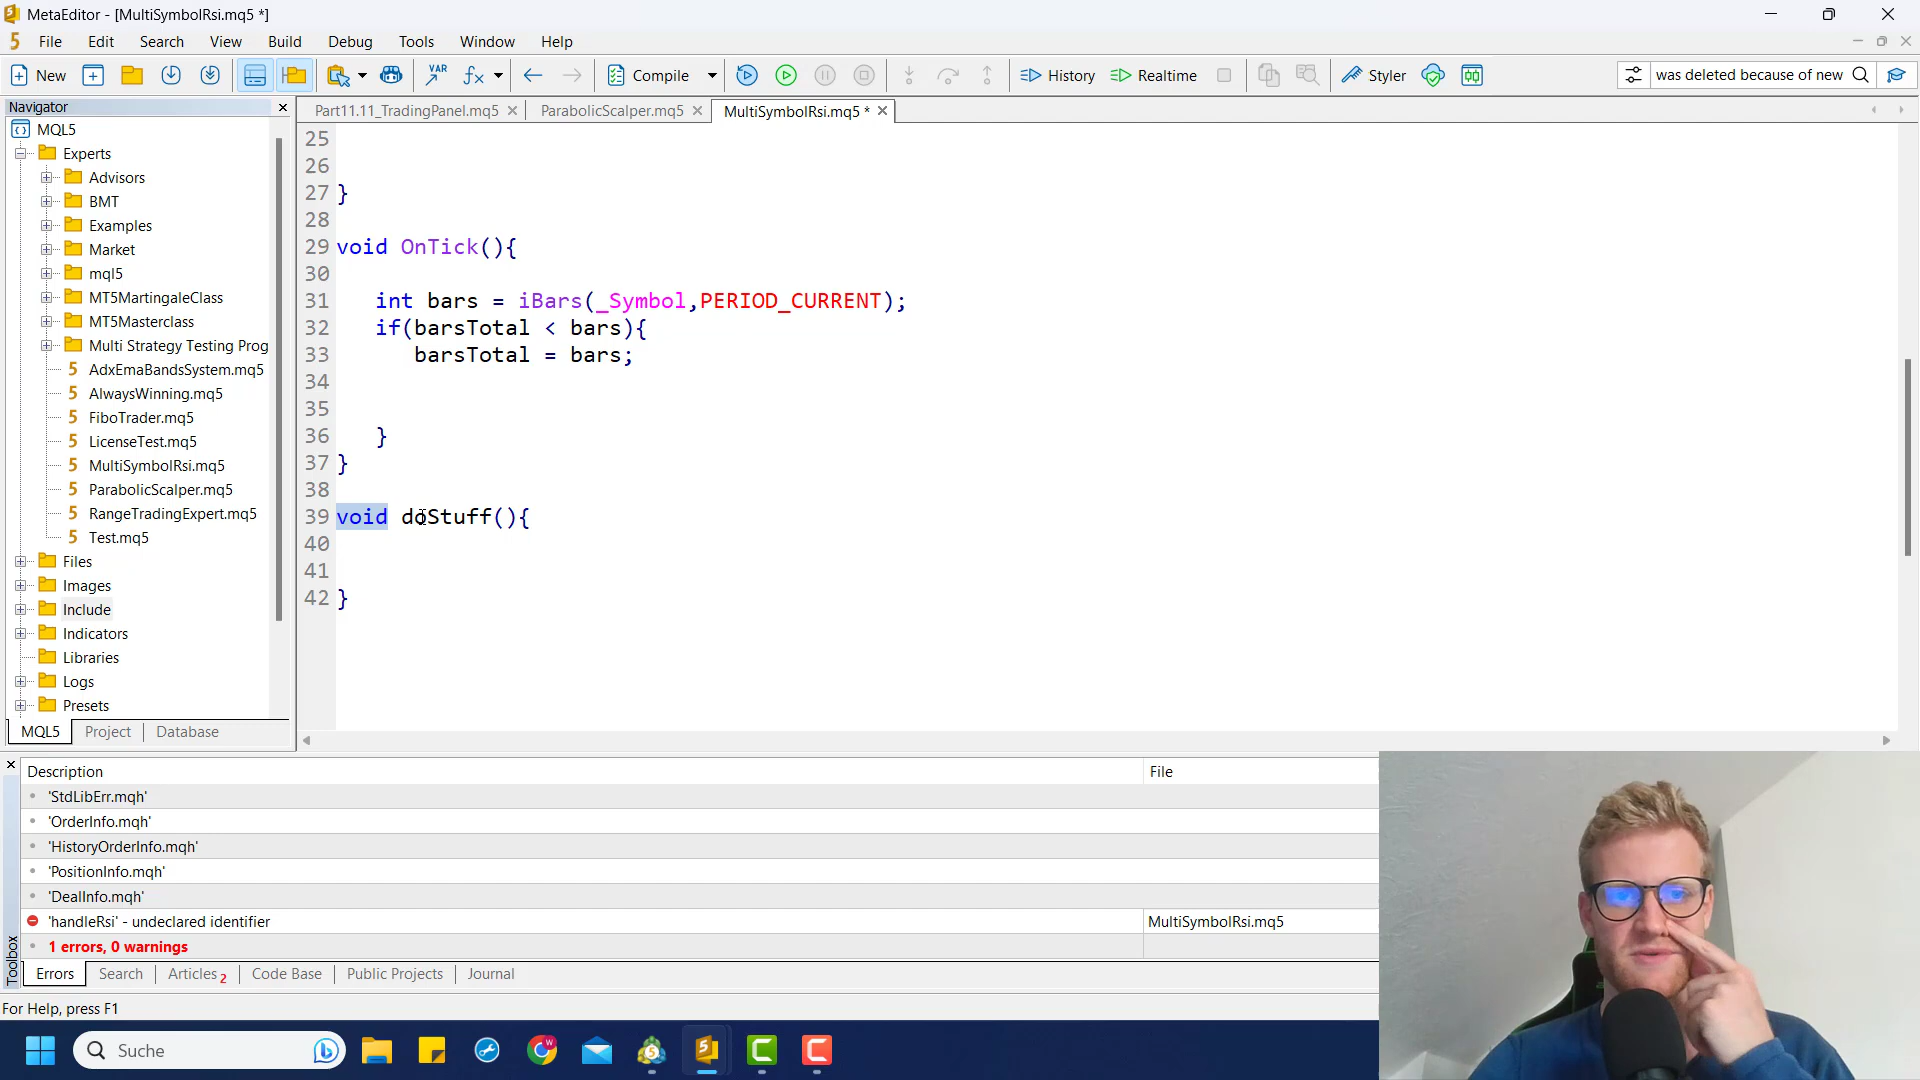 MetaEditor - [MultiSymbolRsi.mq5 *]
File Edit Search View Build Debug Tools Window Help
New VAR fx Compile History Realtime Styler was deleted because of new
Navigator
Part11.11_TradingPanel.mq5 ParabolicScalper.mq5 MultiSymbolRsi.mq5 *
MQL5
Experts
Advisors
BMT
Examples
Market
mql5
MT5MartingaleClass
MT5Masterclass
Multi Strategy Testing Prog
AdxEmaBandsSystem.mq5
AlwaysWinning.mq5
FiboTrader.mq5
LicenseTest.mq5
MultiSymbolRsi.mq5
ParabolicScalper.mq5
RangeTradingExpert.mq5
Test.mq5
Files
Images
Include
Indicators
Libraries
Logs
Presets
MQL5 Project Database
25
26
27 }
28
29 void OnTick(){
30
31 int bars = iBars(_Symbol,PERIOD_CURRENT);
32 if(barsTotal < bars){
33 barsTotal = bars;
34
35
36 }
37 }
38
39 void doStuff(){
40
41
42 }
Description File
'StdLibErr.mqh'
'OrderInfo.mqh'
'HistoryOrderInfo.mqh'
'PositionInfo.mqh'
'DealInfo.mqh'
'handleRsi' - undeclared identifier MultiSymbolRsi.mq5
1 errors, 0 warnings
Toolbox
Errors Search Articles 2 Code Base Public Projects Journal
For Help, press F1
Suche